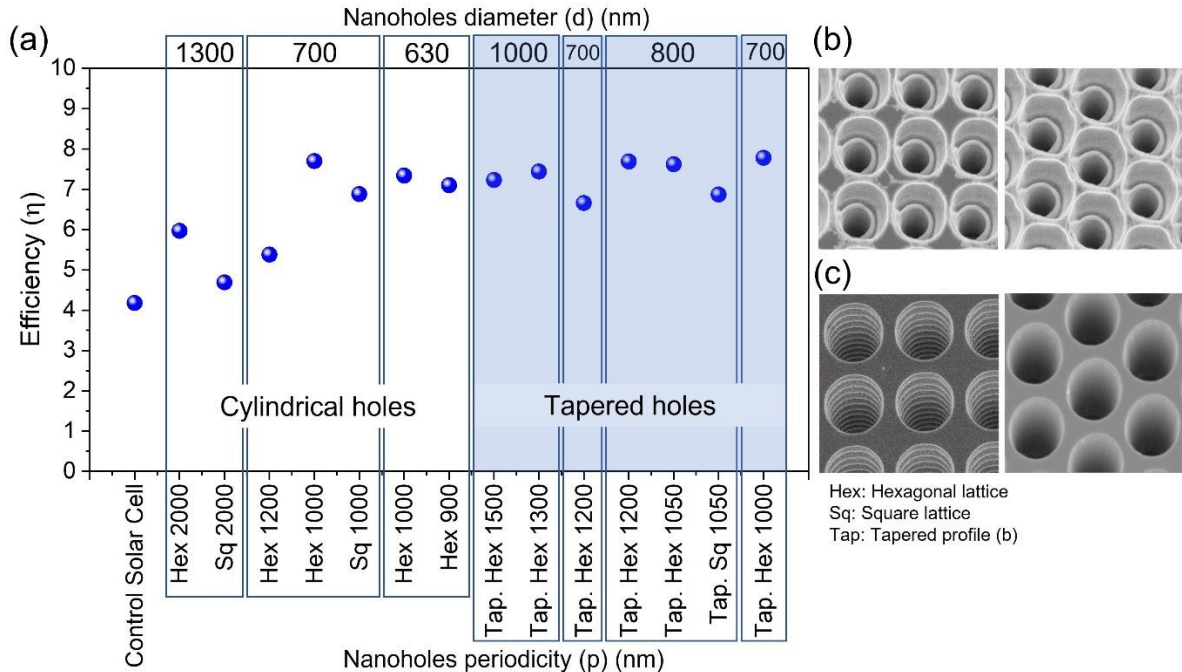 Nanoholes diameter (d) (nm)
(a)
1300
700
630
1000
700
800
700
(b)
10
9
8
7
6
5
4
3
2
1
0
Efficiency (η)
Cylindrical holes
Tapered holes
(c)
Control Solar Cell
Hex 2000
Sq 2000
Hex 1200
Hex 1000
Sq 1000
Hex 1000
Hex 900
Tap. Hex 1500
Tap. Hex 1300
Tap. Hex 1200
Tap. Hex 1200
Tap. Hex 1050
Tap. Sq 1050
Tap. Hex 1000
Nanoholes periodicity (p) (nm)
Hex: Hexagonal lattice
Sq: Square lattice
Tap: Tapered profile (b)